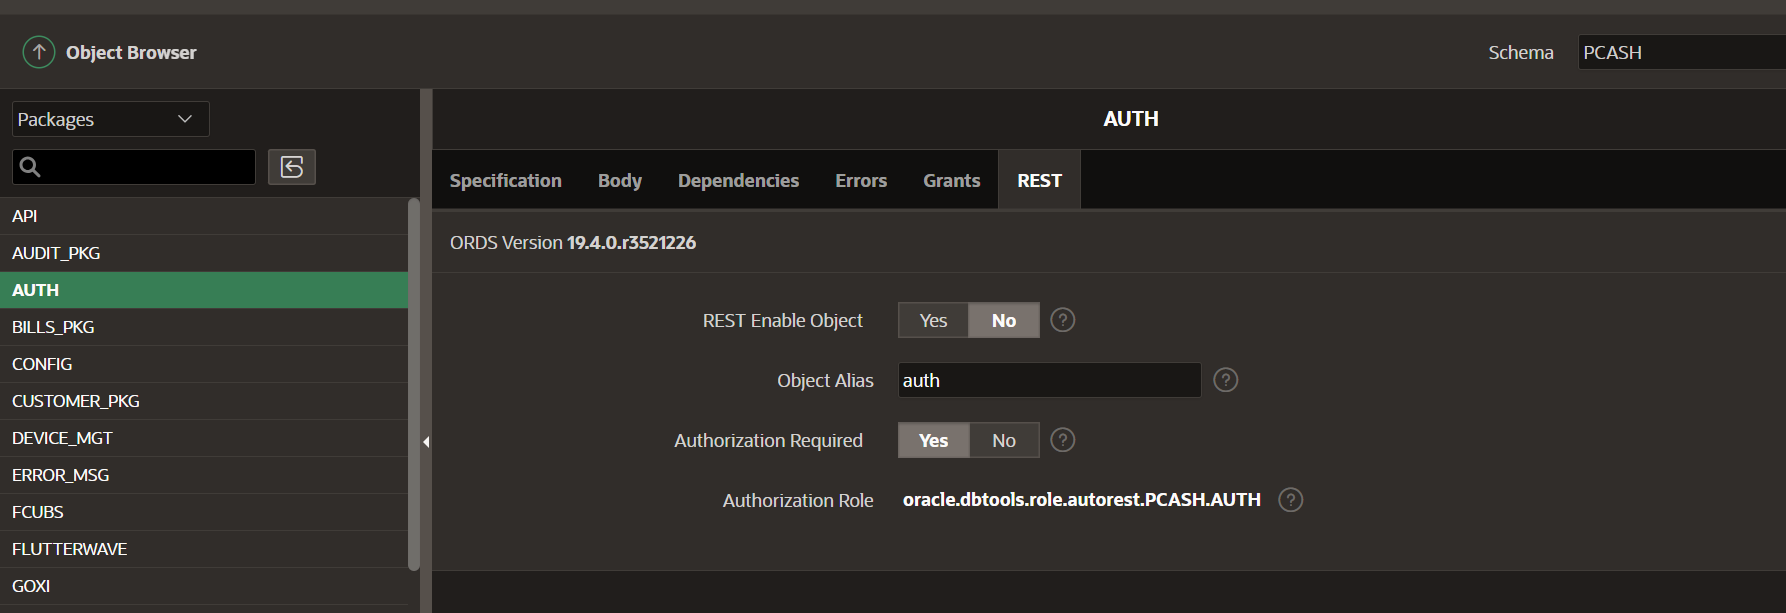 Object Browser
Schema PCASH
Packages
AUTH
API
AUDIT_PKG
AUTH
BILLS_PKG
CONFIG
CUSTOMER_PKG
DEVICE_MGT
ERROR_MSG
FCUBS
FLUTTERWAVE
GOXI
Specification Body Dependencies Errors Grants REST
ORDS Version 19.4.0.r3521226
REST Enable Object Yes No ?
Object Alias auth ?
Authorization Required Yes No ?
Authorization Role oracle.dbtools.role.autorest.PCASH.AUTH ?